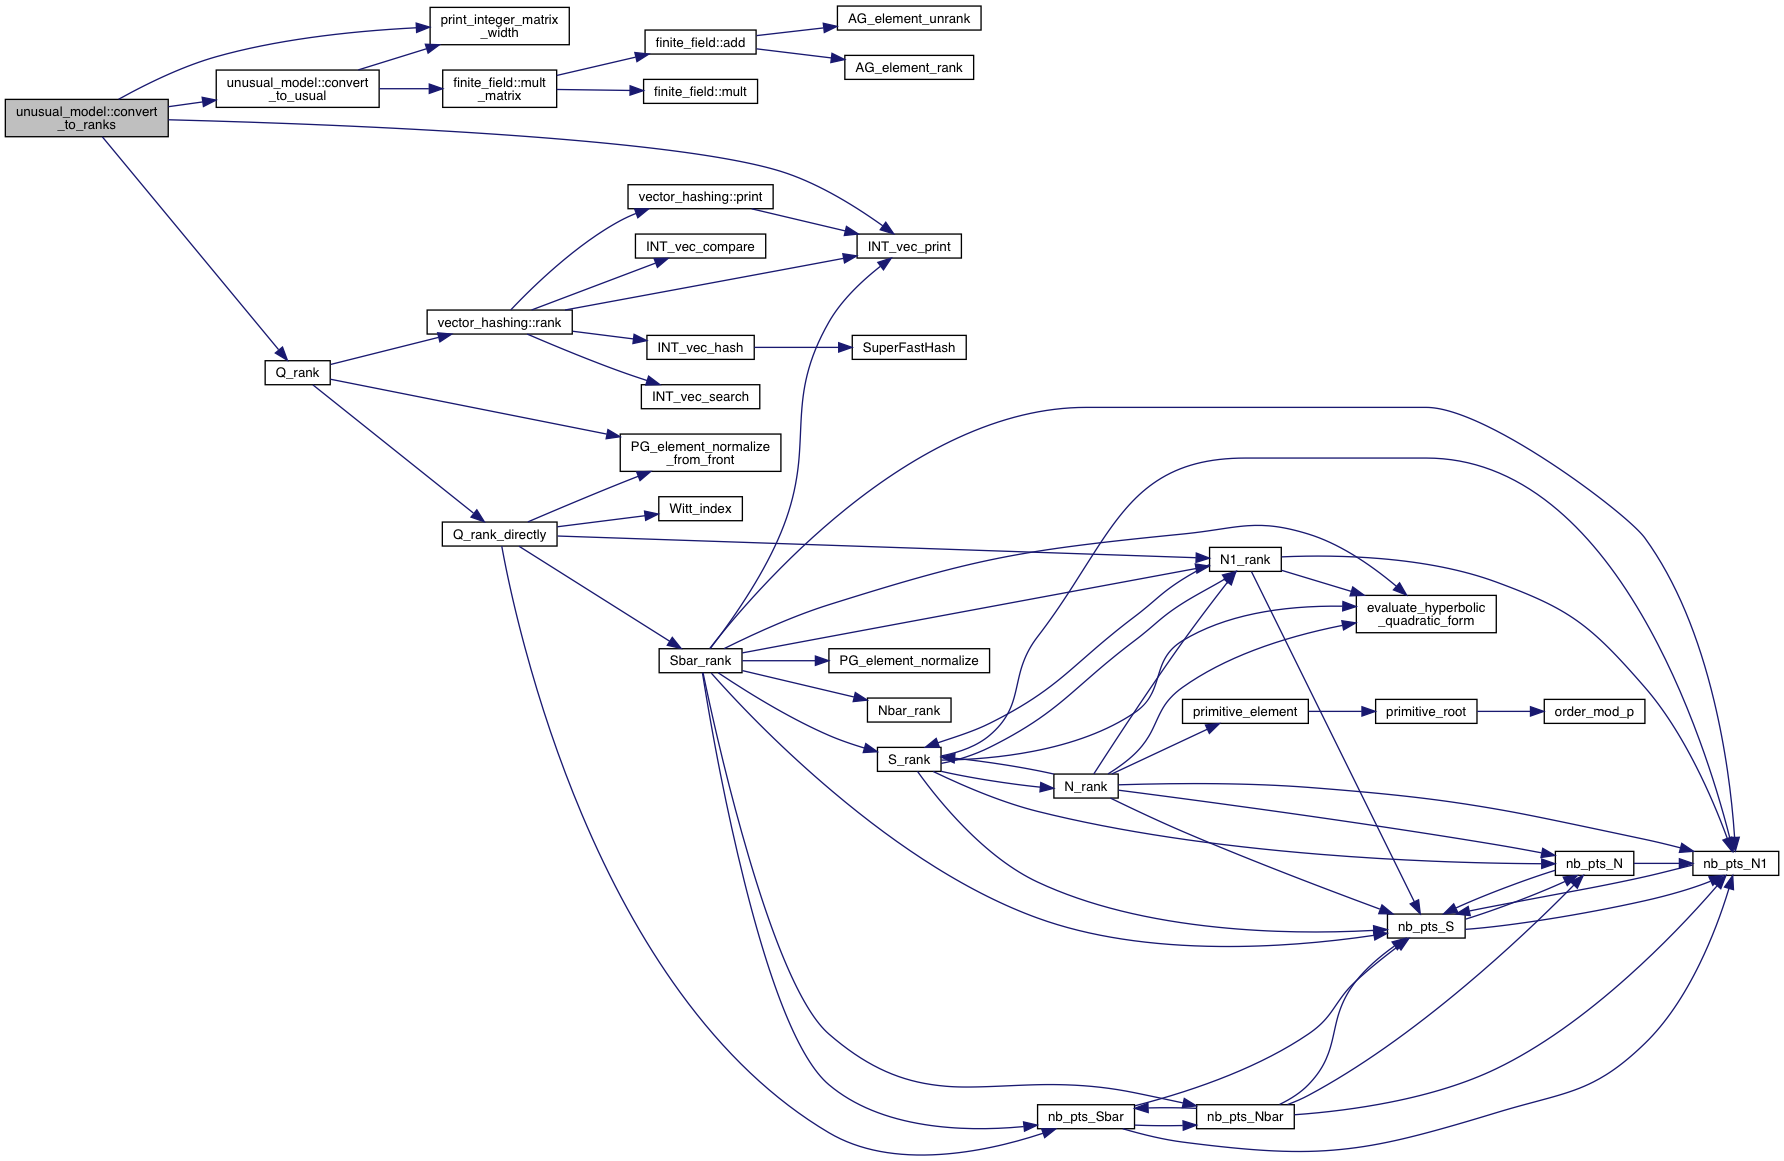 print_integer_matrix
_width
AG_element_unrank
finite_field::add
AG_element_rank
unusual_model::convert
_to_usual
finite_field::mult
_matrix
finite_field::mult
unusual_model::convert
_to_ranks
vector_hashing::print
INT_vec_compare
INT_vec_print
vector_hashing::rank
INT_vec_hash
SuperFastHash
Q_rank
INT_vec_search
PG_element_normalize
_from_front
Witt_index
Q_rank_directly
N1_rank
evaluate_hyperbolic
_quadratic_form
Sbar_rank
PG_element_normalize
Nbar_rank
primitive_element
primitive_root
order_mod_p
S_rank
N_rank
nb_pts_N
nb_pts_N1
nb_pts_S
nb_pts_Sbar
nb_pts_Nbar